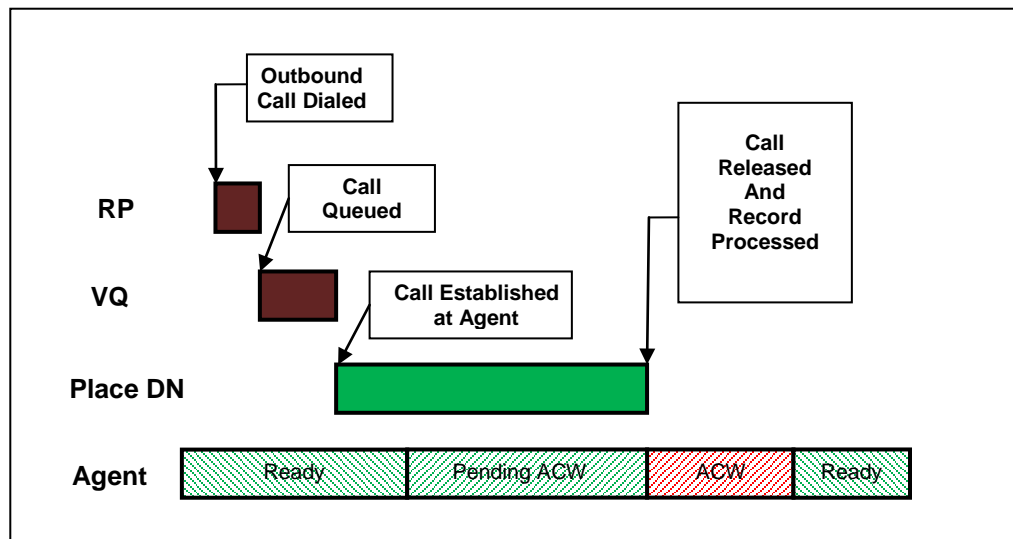 Outbound
Call Dialed
Call
Released
And
Record
Processed
Call
Queued
RP
VQ
Call Established
at Agent
Place DN
Agent
Ready
Pending ACW
ACW
Ready